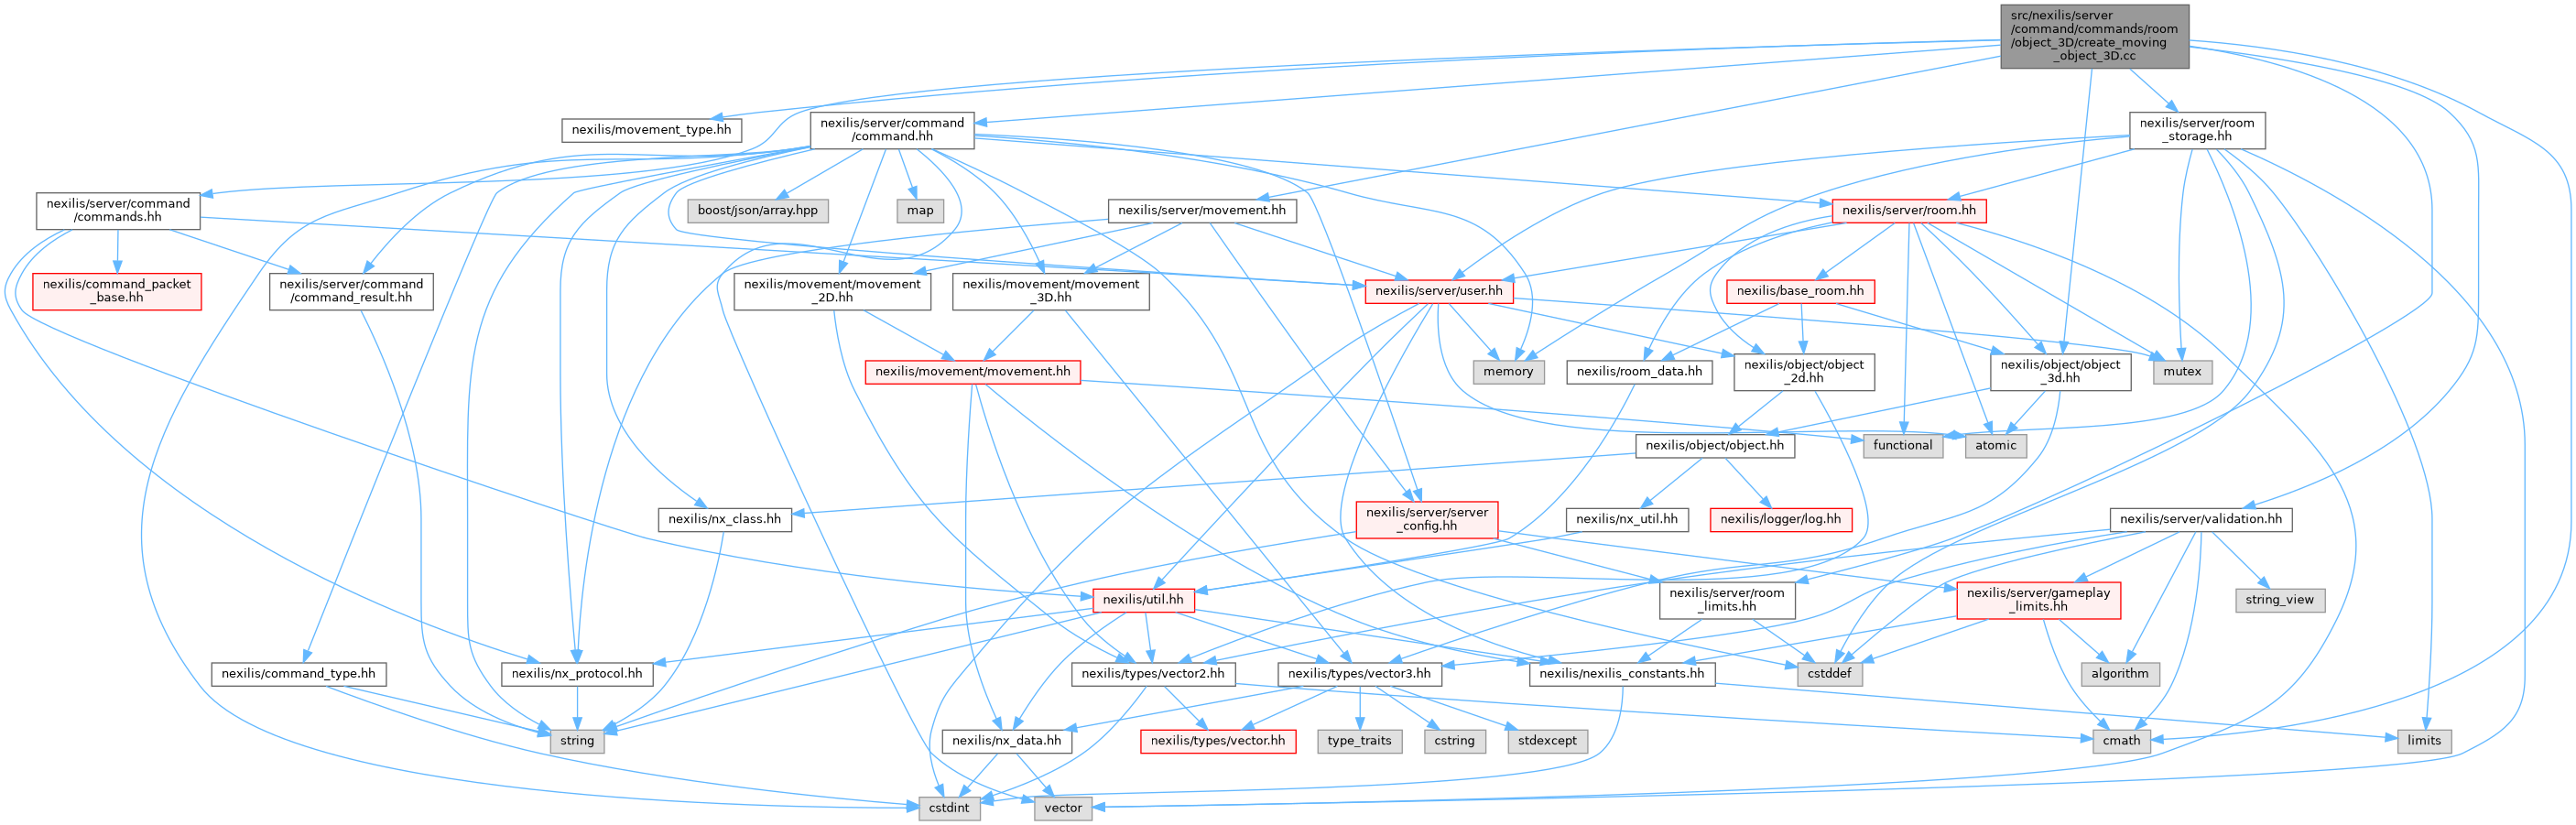 src/nexilis/server
/command/commands/room
/object_3D/create_moving
_object_3D.cc
nexilis/movement_type.hh
nexilis/server/command
/command.hh
nexilis/server/room
_storage.hh
nexilis/server/command
/commands.hh
boost/json/array.hpp
map
nexilis/server/movement.hh
nexilis/server/room.hh
nexilis/command_packet
_base.hh
nexilis/server/command
/command_result.hh
nexilis/movement/movement
_2D.hh
nexilis/movement/movement
_3D.hh
nexilis/server/user.hh
nexilis/base_room.hh
nexilis/movement/movement.hh
memory
nexilis/room_data.hh
nexilis/object/object
_2d.hh
nexilis/object/object
_3d.hh
mutex
nexilis/object/object.hh
functional
atomic
nexilis/nx_class.hh
nexilis/server/server
_config.hh
nexilis/nx_util.hh
nexilis/logger/log.hh
nexilis/server/validation.hh
nexilis/util.hh
nexilis/server/room
_limits.hh
nexilis/server/gameplay
_limits.hh
string_view
nexilis/command_type.hh
nexilis/nx_protocol.hh
nexilis/types/vector2.hh
nexilis/types/vector3.hh
nexilis/nexilis_constants.hh
cstddef
algorithm
string
nexilis/nx_data.hh
nexilis/types/vector.hh
type_traits
cstring
stdexcept
cmath
limits
cstdint
vector